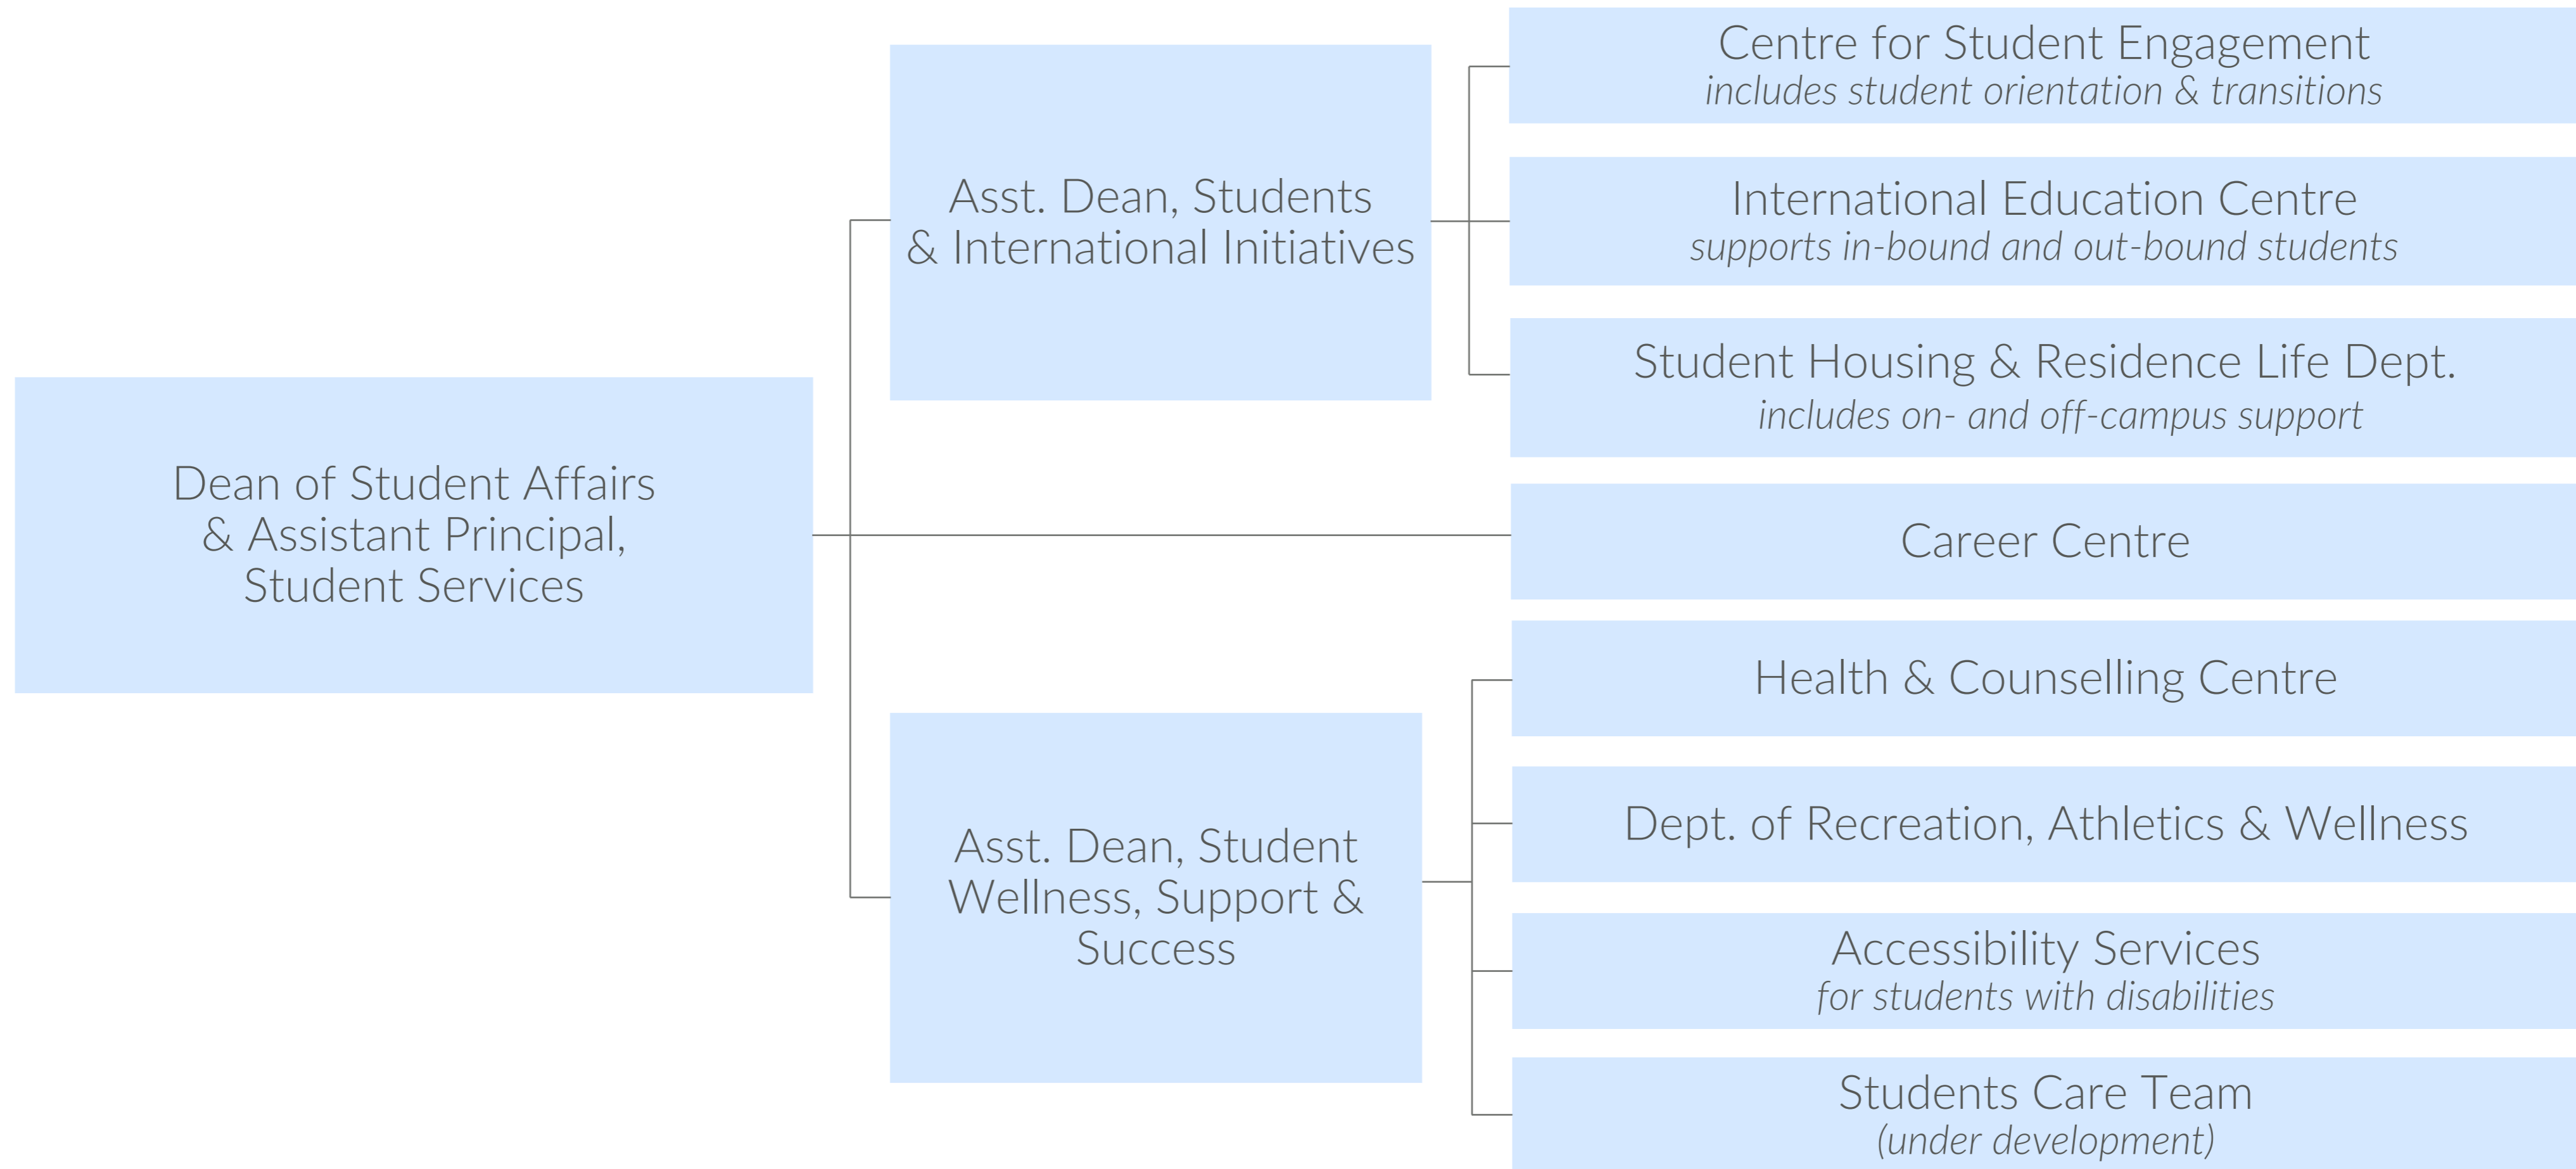 Dean of Student Affairs
& Assistant Principal,
Student Services
Asst. Dean, Students
& International Initiatives
Centre for Student Engagement
includes student orientation & transitions
International Education Centre
supports in-bound and out-bound students
Student Housing & Residence Life Dept.
includes on- and off-campus support
Career Centre
Asst. Dean, Student
Wellness, Support &
Success
Health & Counselling Centre
Dept. of Recreation, Athletics & Wellness
Accessibility Services
for students with disabilities
Students Care Team
(under development)